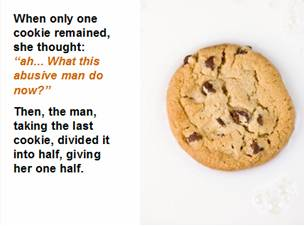 When only one
cookie remained,
she thought:
“ah... What this
abusive man do
now?”
Then, the man,
taking the last
cookie, divided it
into half, giving
her one half.